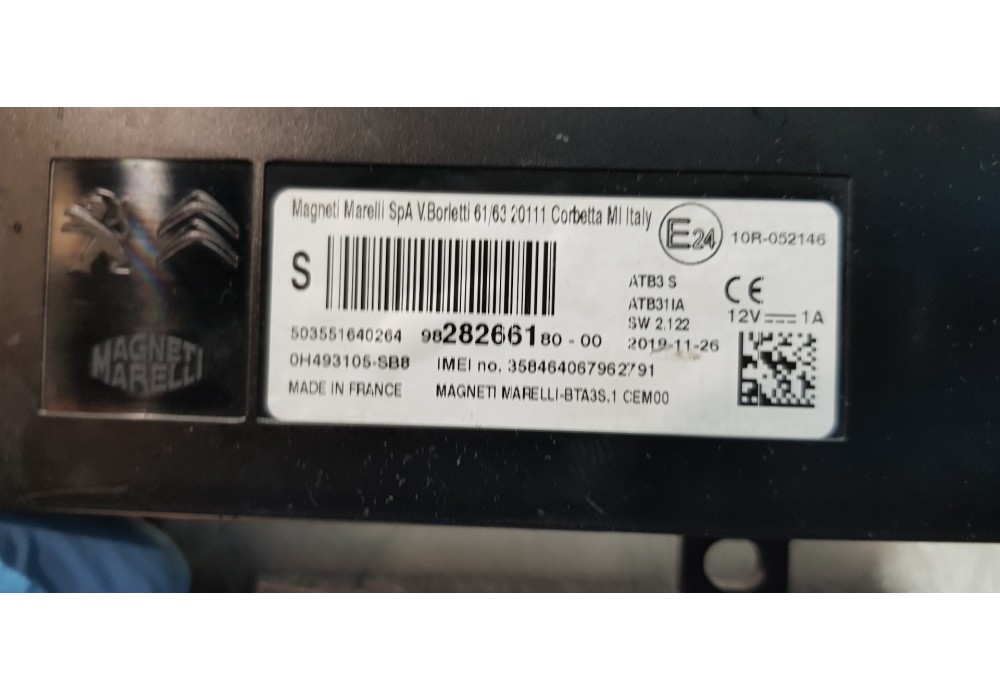 Magneti Marelli SpA V.Borletti 61/63 20111 Corbetta MI Italy
E24
10R-052146
S
ATB3 S
ATB31IA
SW 2.122
2019-11-26
CE
12V 1A
503551640264
9828266180-00
0H493105-SB8
IMEI no. 358464067962791
MADE IN FRANCE
MAGNETI MARELLI-BTA3S.1 CEM00
MAGNETI
MARELLI